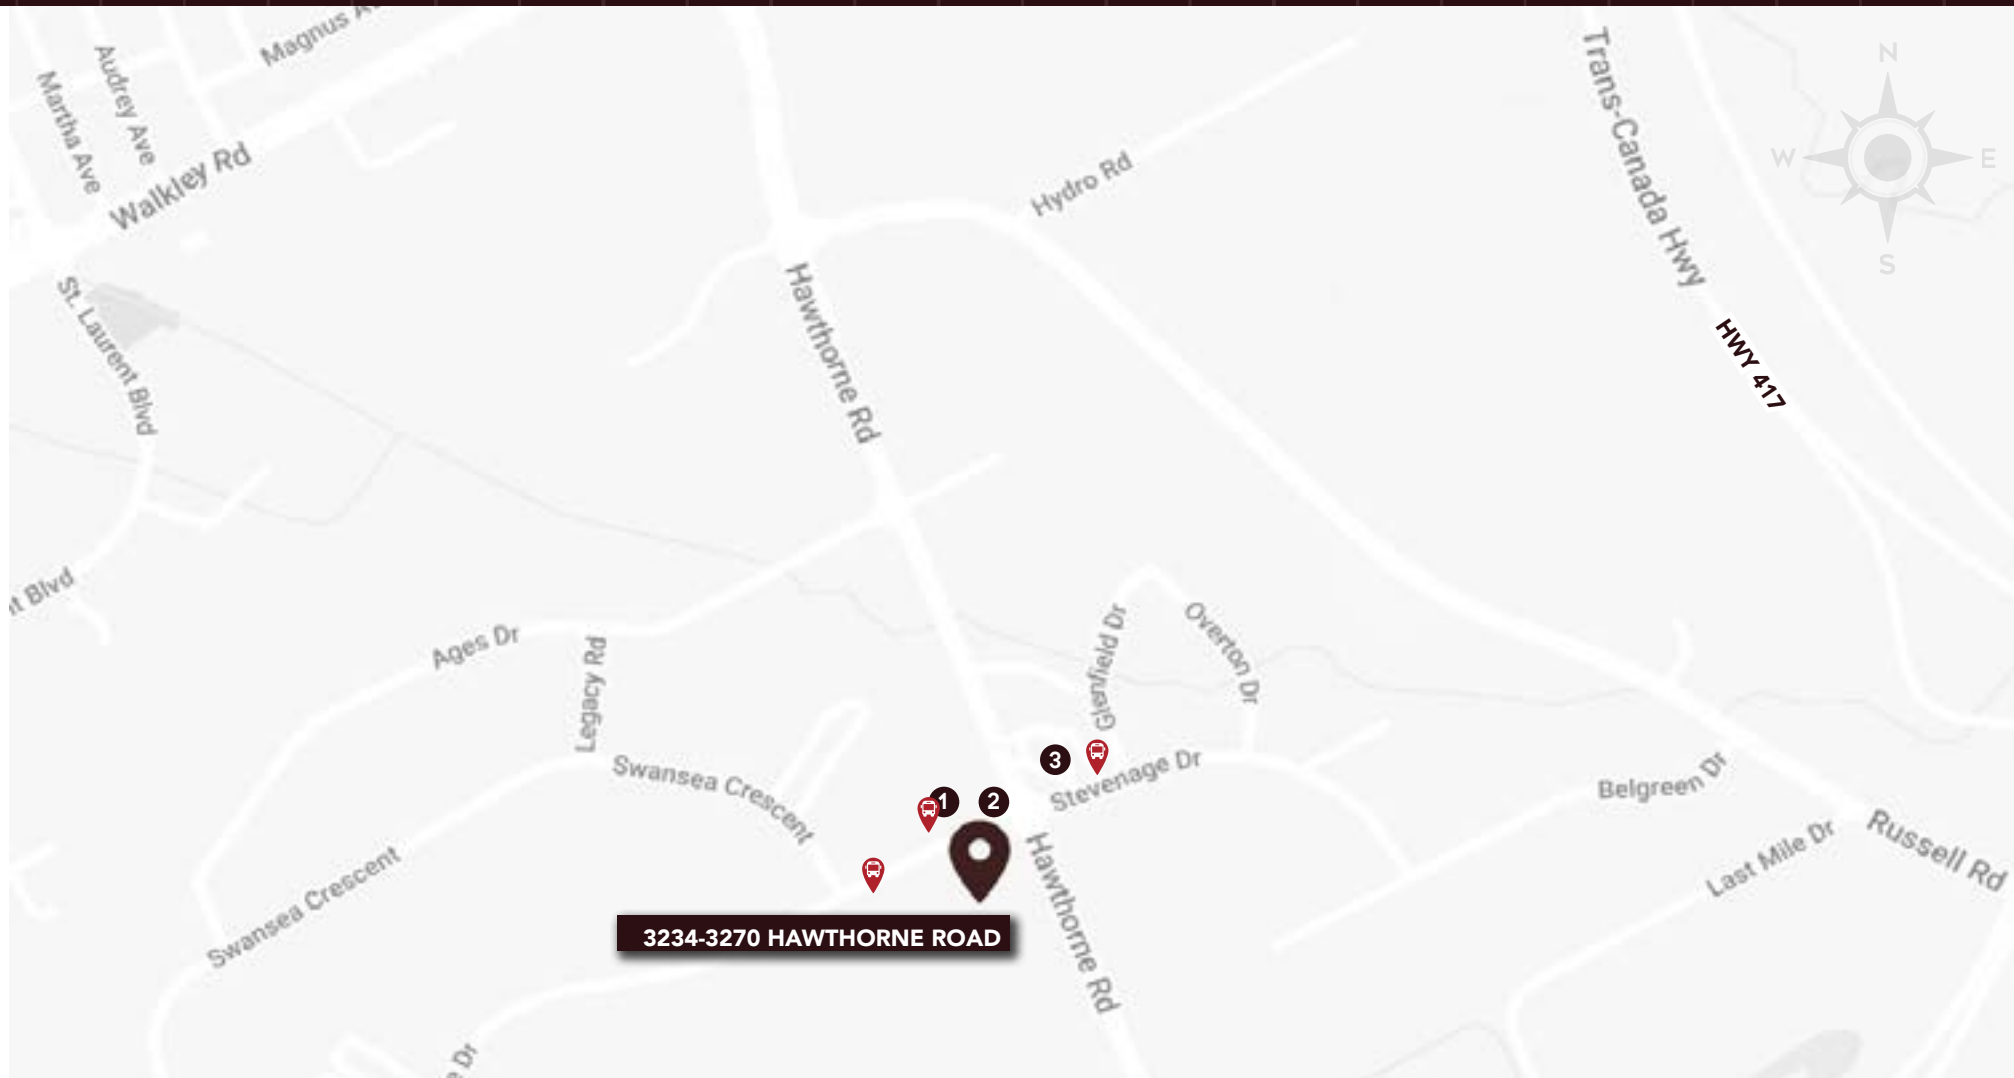 Magnus A
Audrey Ave
Martha Ave
Walkley Rd
Hydro Rd
Trans-Canada Hwy
N
W
E
S
HWY 417
St. Laurent Blvd
Hawthorne Rd
t Blvd
Ages Dr
Legacy Rd
Glenfield Dr
Overton Dr
Swansea Crescent
3
Stevenage Dr
1
2
Belgreen Dr
Last Mile Dr
Russell Rd
Swansea Crescent
Hawthorne Rd
3234-3270 HAWTHORNE ROAD
e Dr